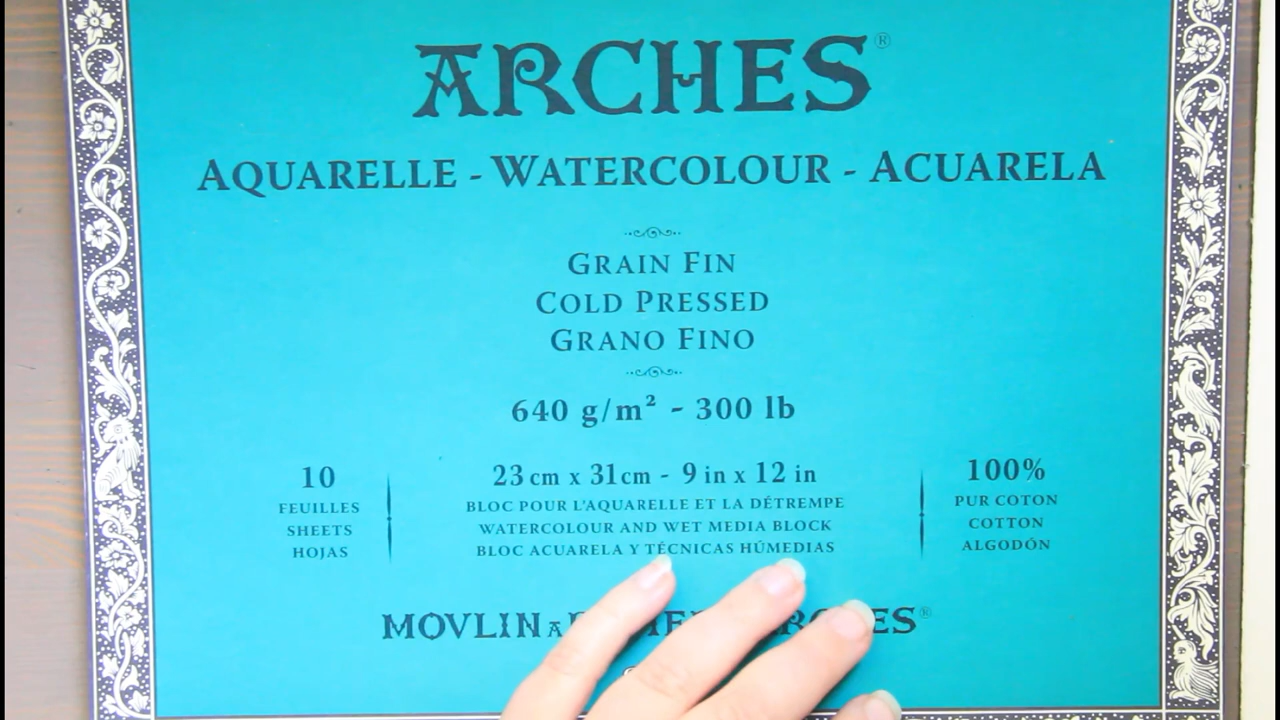 ARCHES®
AQUARELLE - WATERCOLOUR - ACUARELA
GRAIN FIN
COLD PRESSED
GRANO FINO
640 g/m² - 300 lb
10
FEUILLES
SHEETS
HOJAS
23 cm x 31 cm - 9 in x 12 in
BLOC POUR L'AQUARELLE ET LA DÉTREMPE
WATERCOLOUR AND WET MEDIA BLOCK
BLOC ACUARELA Y TÉCNICAS HÚMEDIAS
100%
PUR COTON
COTTON
ALGODÓN
MOVLIN A